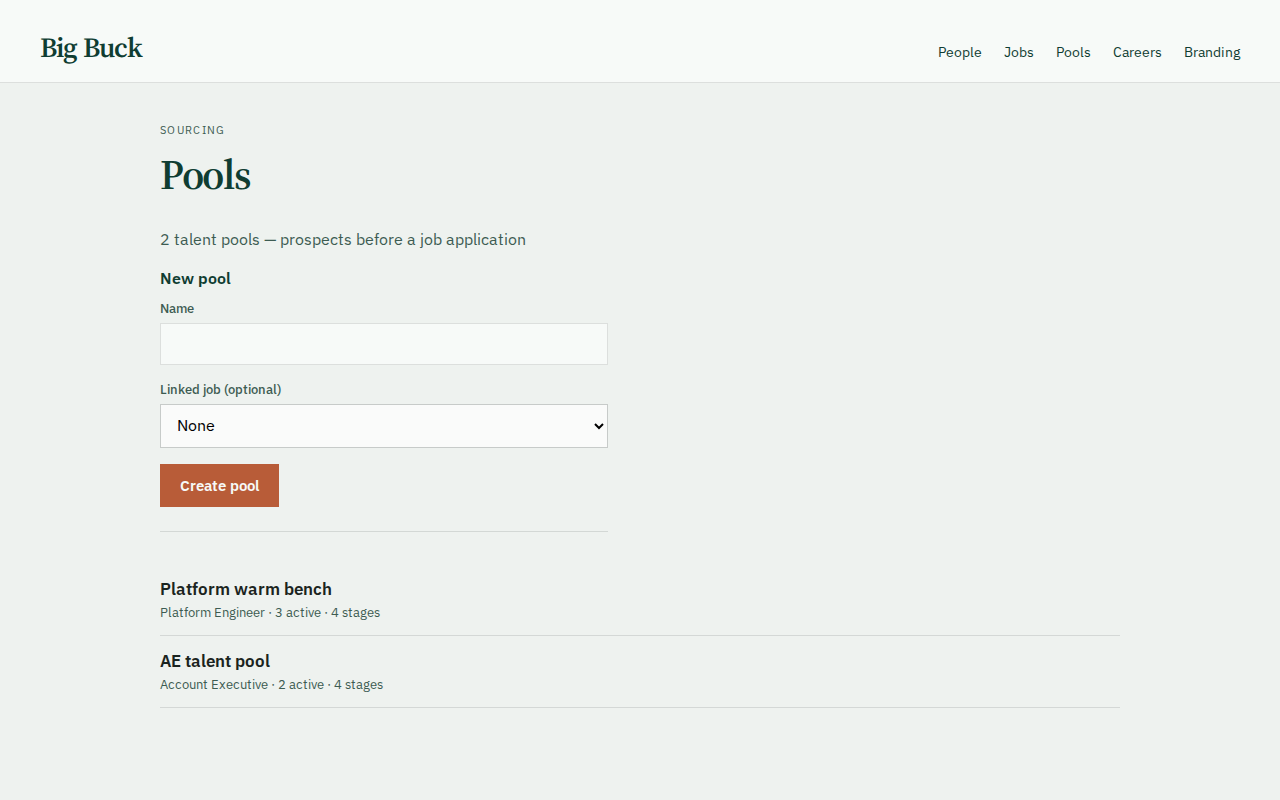 Big Buck
People Jobs Pools Careers Branding
SOURCING
Pools
2 talent pools — prospects before a job application
New pool
Name
Linked job (optional)
None
Create pool
Platform warm bench
Platform Engineer · 3 active · 4 stages
AE talent pool
Account Executive · 2 active · 4 stages